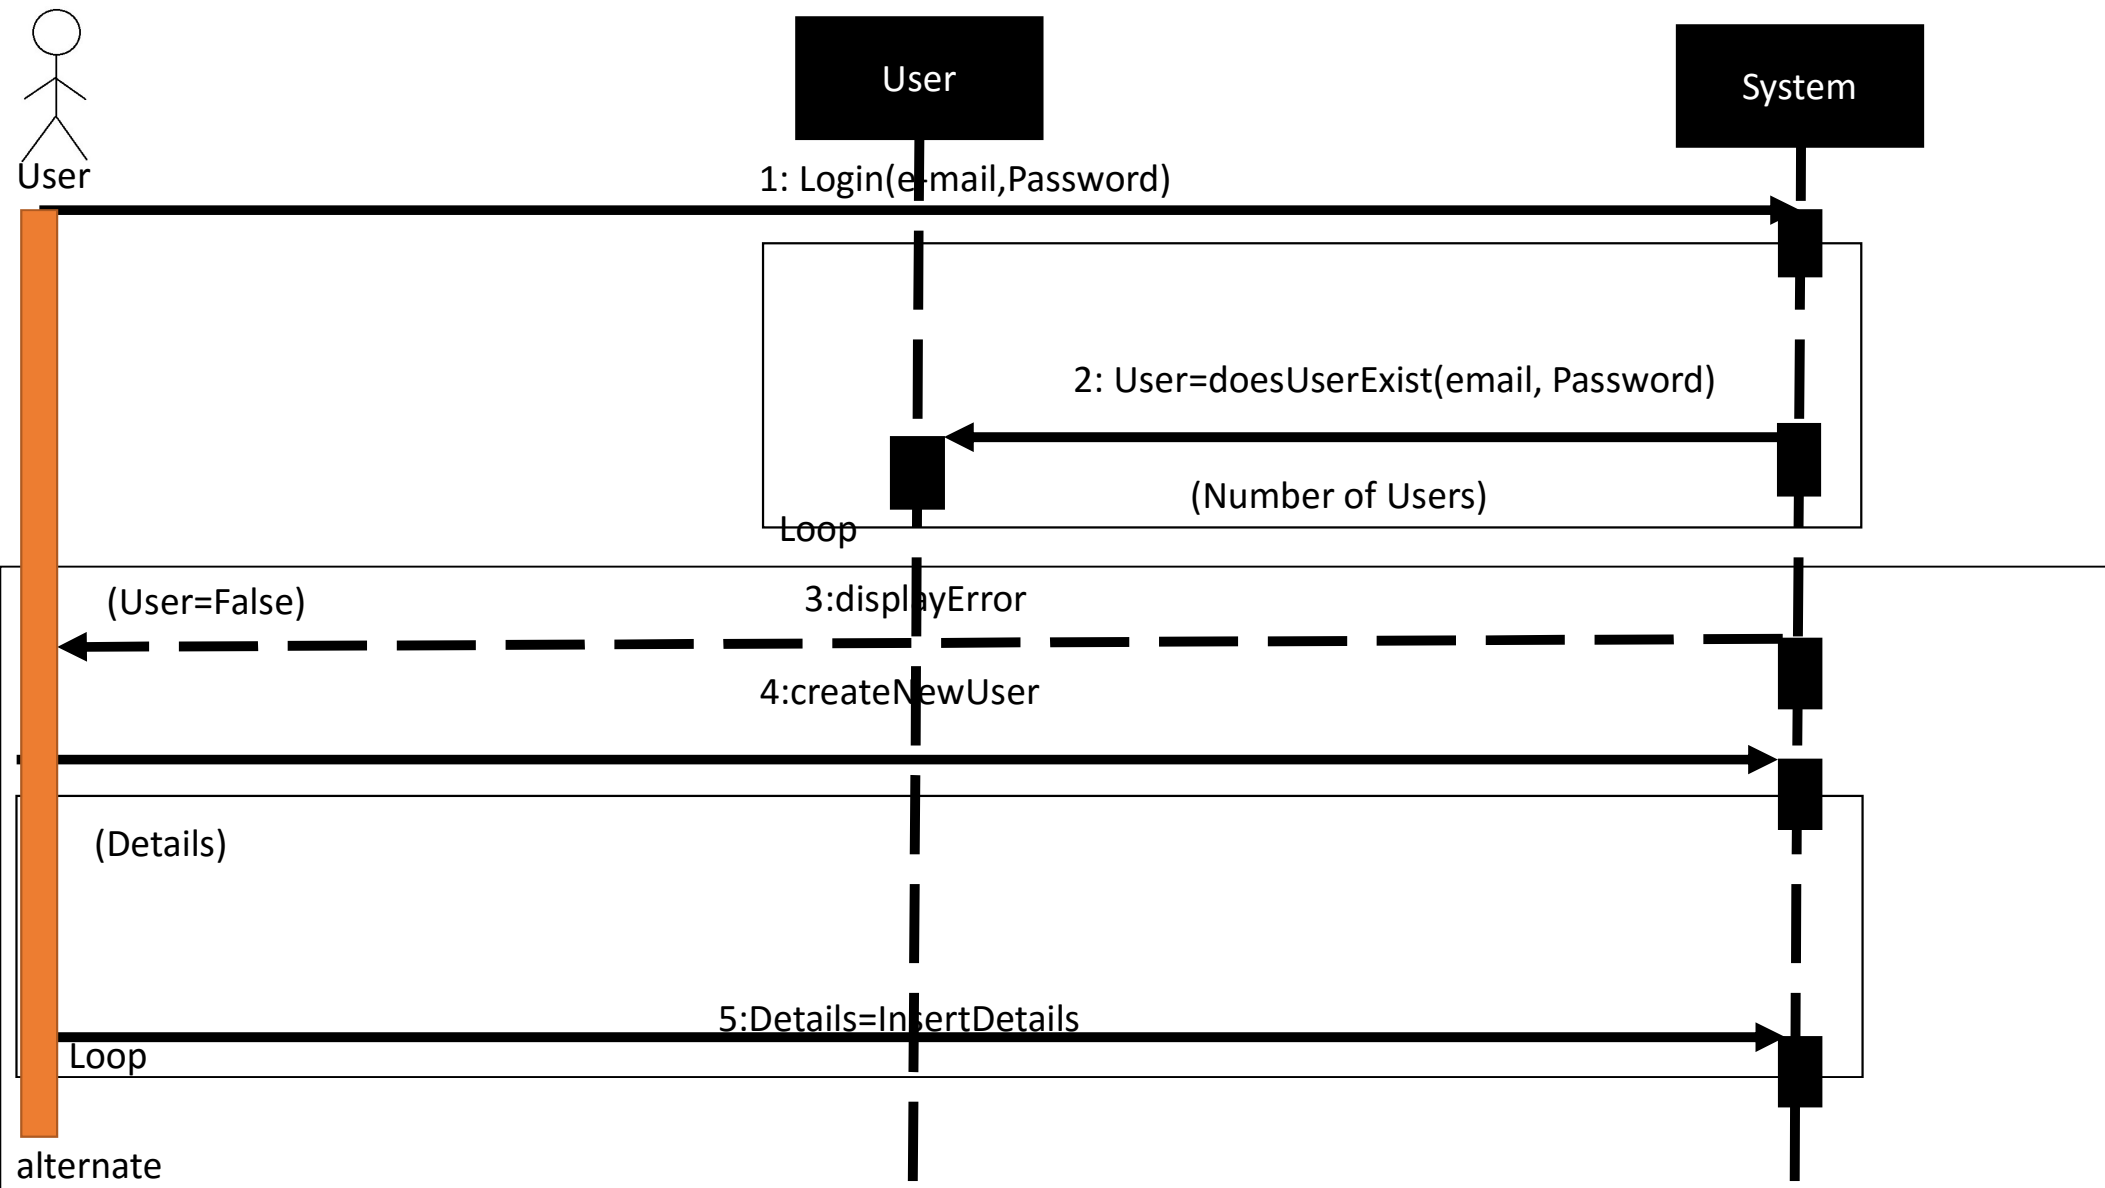 User
System
User
1: Login(e-mail,Password)
2: User=doesUserExist(email, Password)
(Number of Users)
Loop
(User=False)
3:displayError
4:createNewUser
(Details)
5:Details=InsertDetails
Loop
alternate